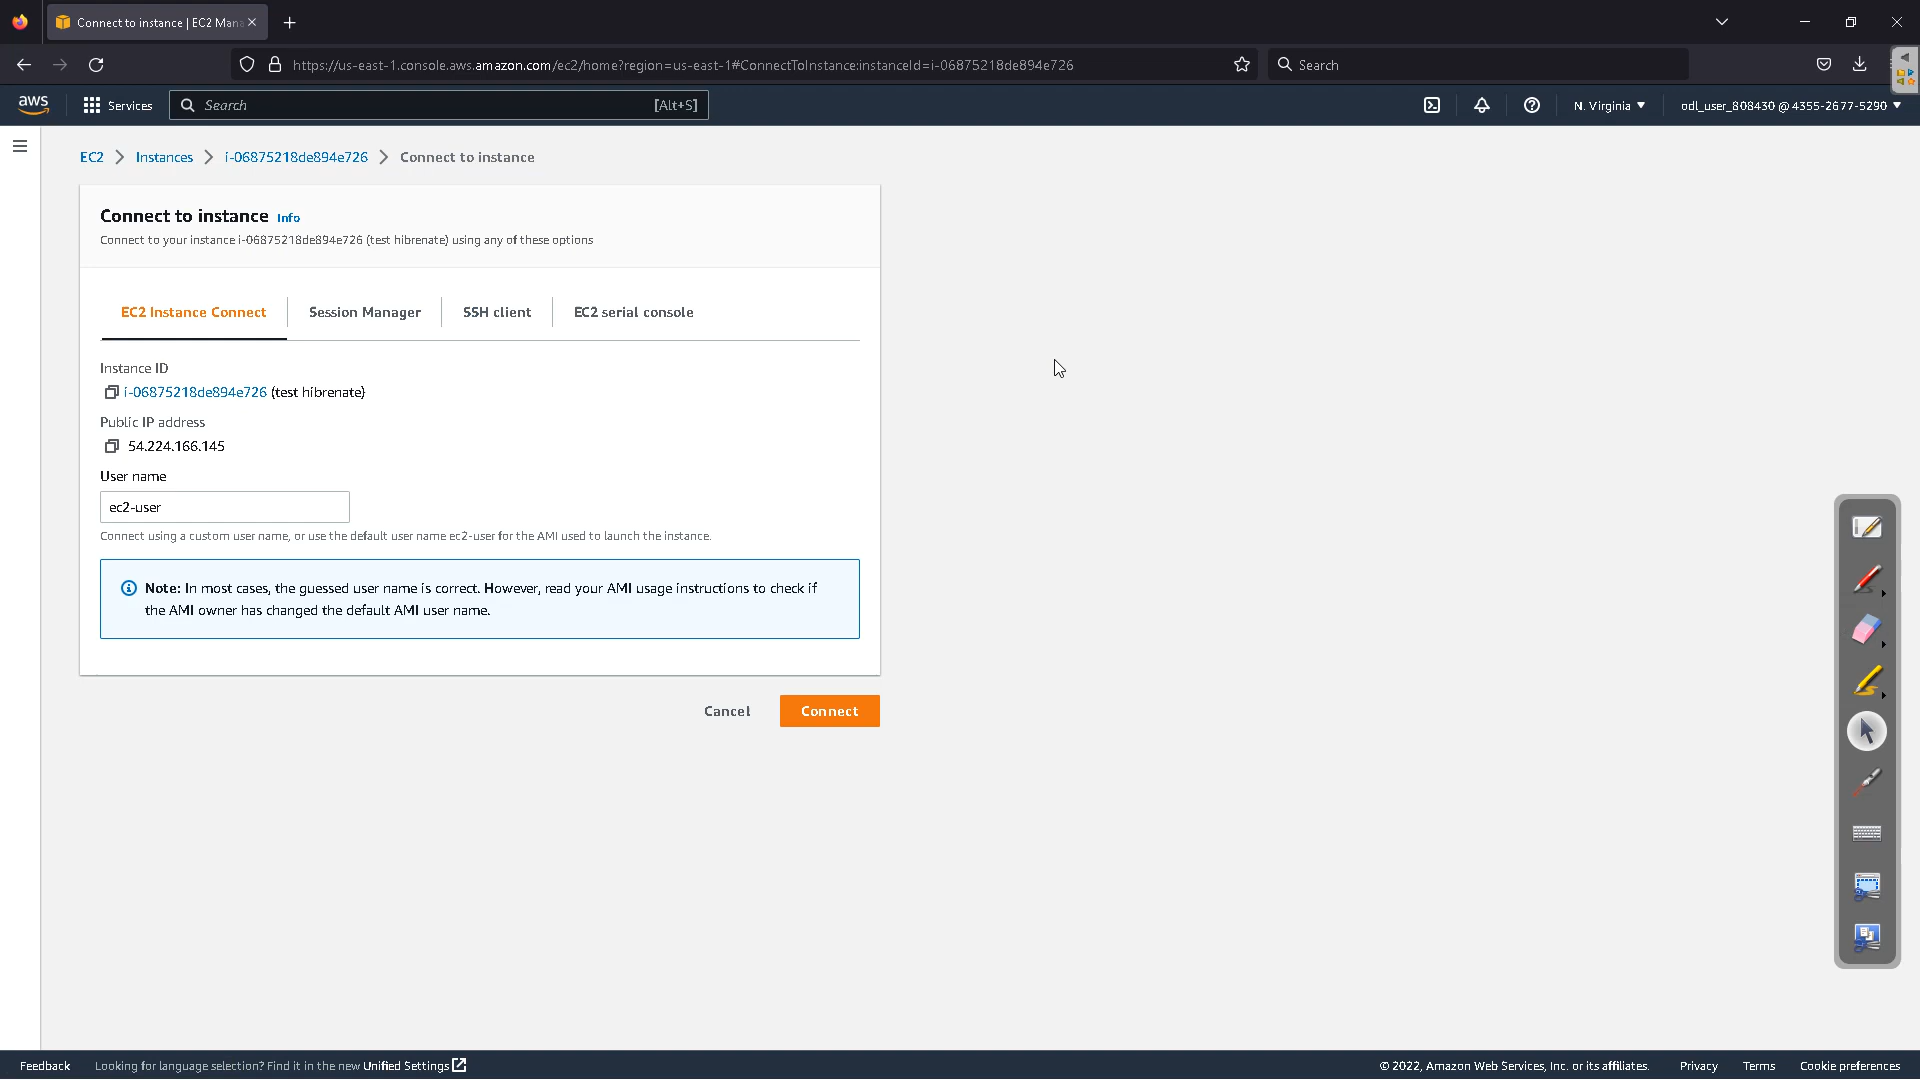 Connect to instance | EC2 Mana
https://us-east-1.console.aws.amazon.com/ec2/home?region=us-east-1#ConnectToInstance:instanceId=i-06875218de894e726
Search
aws
Services
Search
[Alt+S]
N. Virginia
odl_user_808430 @ 4355-2677-5290
EC2
Instances
i-06875218de894e726
Connect to instance
Connect to instance Info
Connect to your instance i-06875218de894e726 (test hibrenate) using any of these options
EC2 Instance Connect
Session Manager
SSH client
EC2 serial console
Instance ID
i-06875218de894e726 (test hibrenate)
Public IP address
54.224.166.145
User name
ec2-user
Connect using a custom user name, or use the default user name ec2-user for the AMI used to launch the instance.
Note: In most cases, the guessed user name is correct. However, read your AMI usage instructions to check if
the AMI owner has changed the default AMI user name.
Cancel
Connect
Feedback
Looking for language selection? Find it in the new Unified Settings
© 2022, Amazon Web Services, Inc. or its affiliates.
Privacy
Terms
Cookie preferences